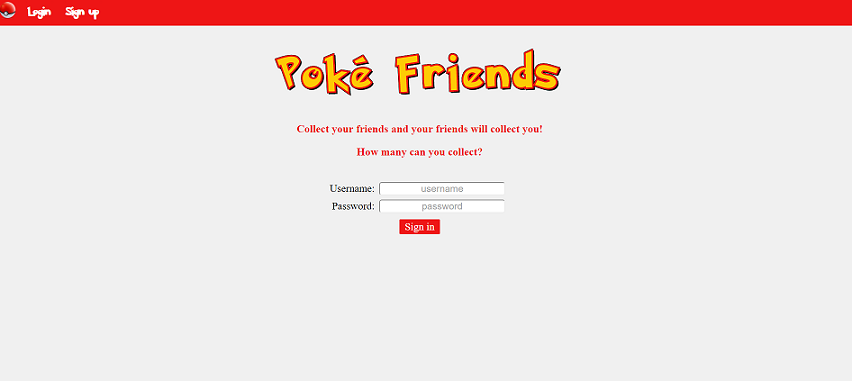 Login Sign up
Poké Friends
Collect your friends and your friends will collect you!
How many can you collect?
Username: username
Password: password
Sign in